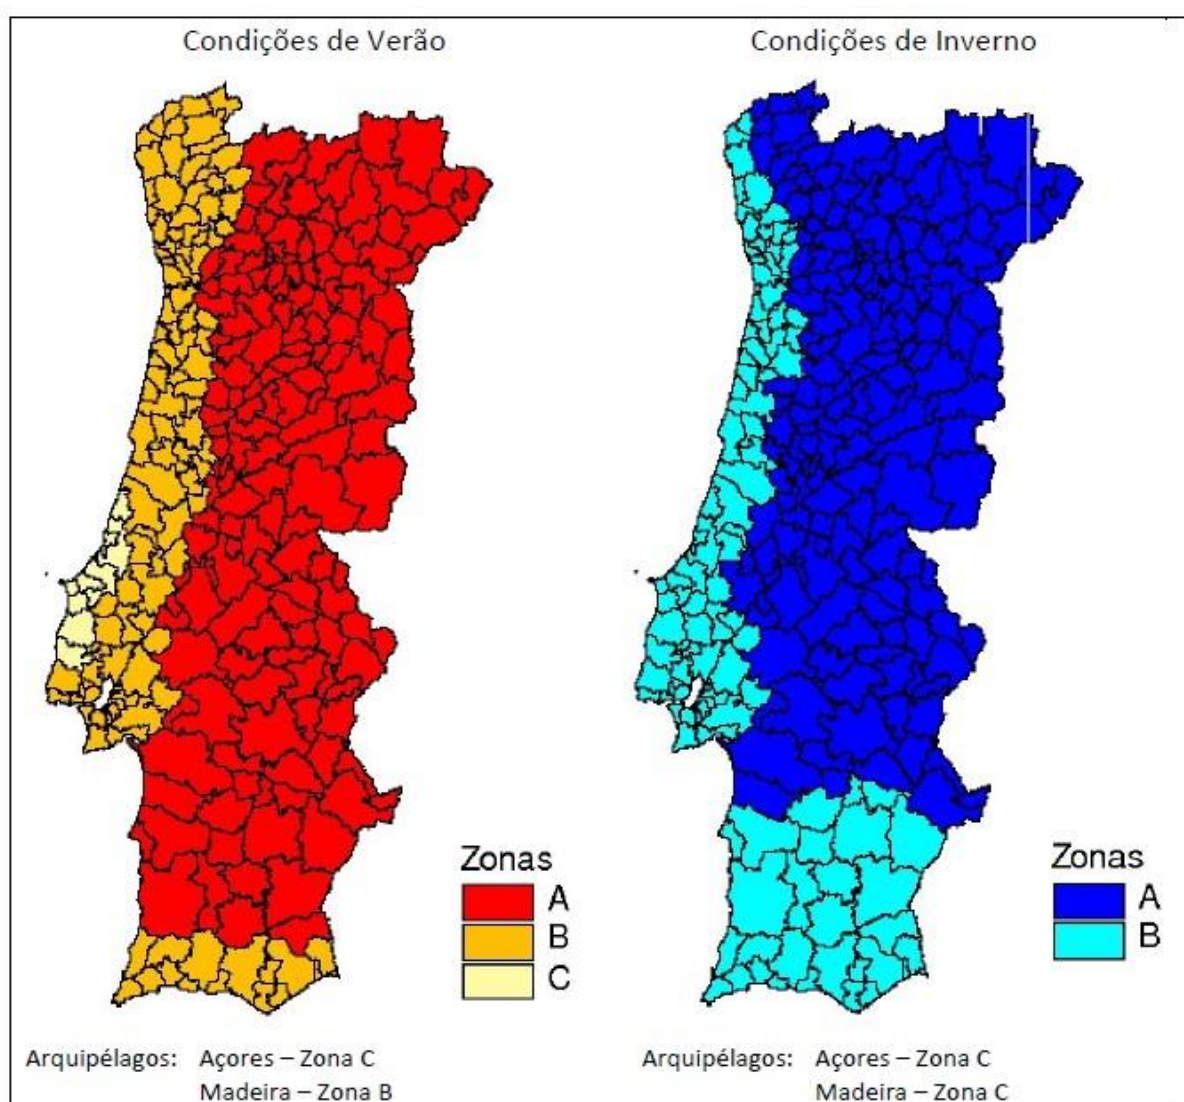 Condições de Verão
Condições de Inverno
Zonas
A
B
C
Zonas
A
B
Arquipélagos: Açores – Zona C
Madeira – Zona B
Arquipélagos: Açores – Zona C
Madeira – Zona C